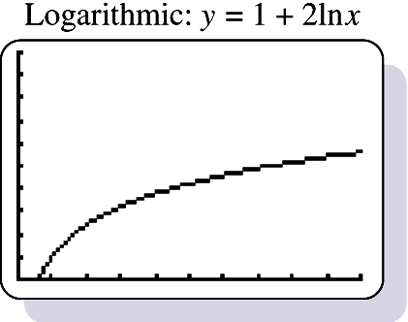 Logarithmic: y = 1 + 2lnx